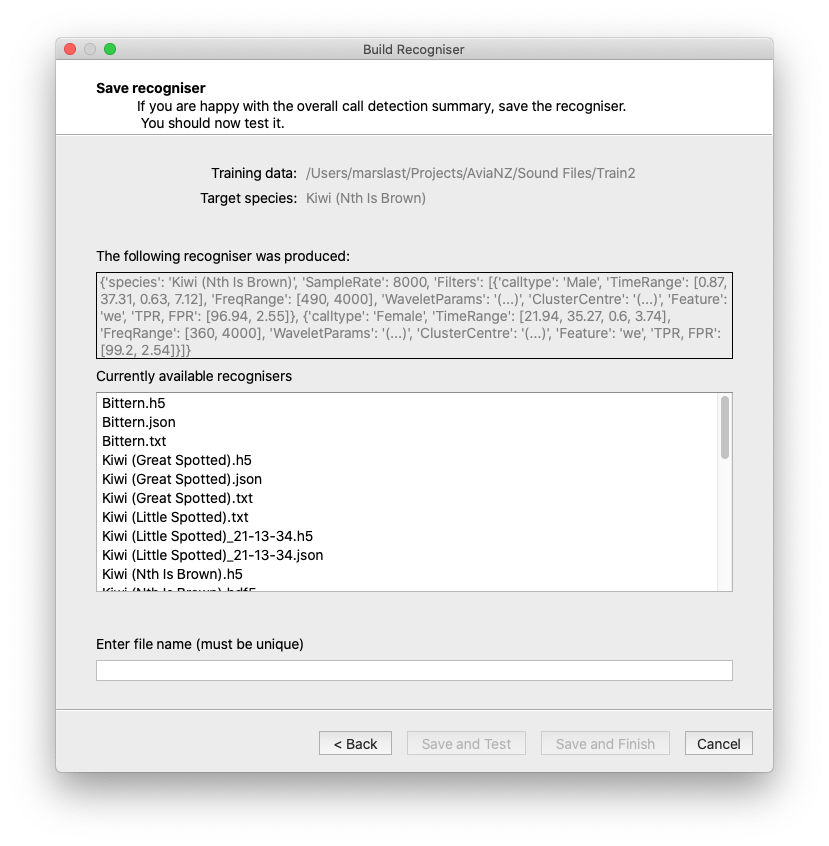 Build Recogniser
Save recogniser
If you are happy with the overall call detection summary, save the recogniser.
You should now test it.
Training data: /Users/marslast/Projects/AviaNZ/Sound Files/Train2
Target species: Kiwi (Nth Is Brown)
The following recogniser was produced:
{'species': 'Kiwi (Nth Is Brown)', 'SampleRate': 8000, 'Filters': [{'calltype': 'Male', 'TimeRange': [0.87,
37.31, 0.63, 7.12], 'FreqRange': [490, 4000], 'WaveletParams': '(...)', 'ClusterCentre': '(...)', 'Feature':
'we', 'TPR, FPR': [96.94, 2.55]}, {'calltype': 'Female', 'TimeRange': [21.94, 35.27, 0.6, 3.74],
'FreqRange': [360, 4000], 'WaveletParams': '(...)', 'ClusterCentre': '(...)', 'Feature': 'we', 'TPR, FPR':
[99.2, 2.54]}]}
Currently available recognisers
Bittern.h5
Bittern.json
Bittern.txt
Kiwi (Great Spotted).h5
Kiwi (Great Spotted).json
Kiwi (Great Spotted).txt
Kiwi (Little Spotted).txt
Kiwi (Little Spotted)_21-13-34.h5
Kiwi (Little Spotted)_21-13-34.json
Kiwi (Nth Is Brown).h5
Kiwi (Nth Is Brown).hdf5
Enter file name (must be unique)
< Back
Save and Test
Save and Finish
Cancel